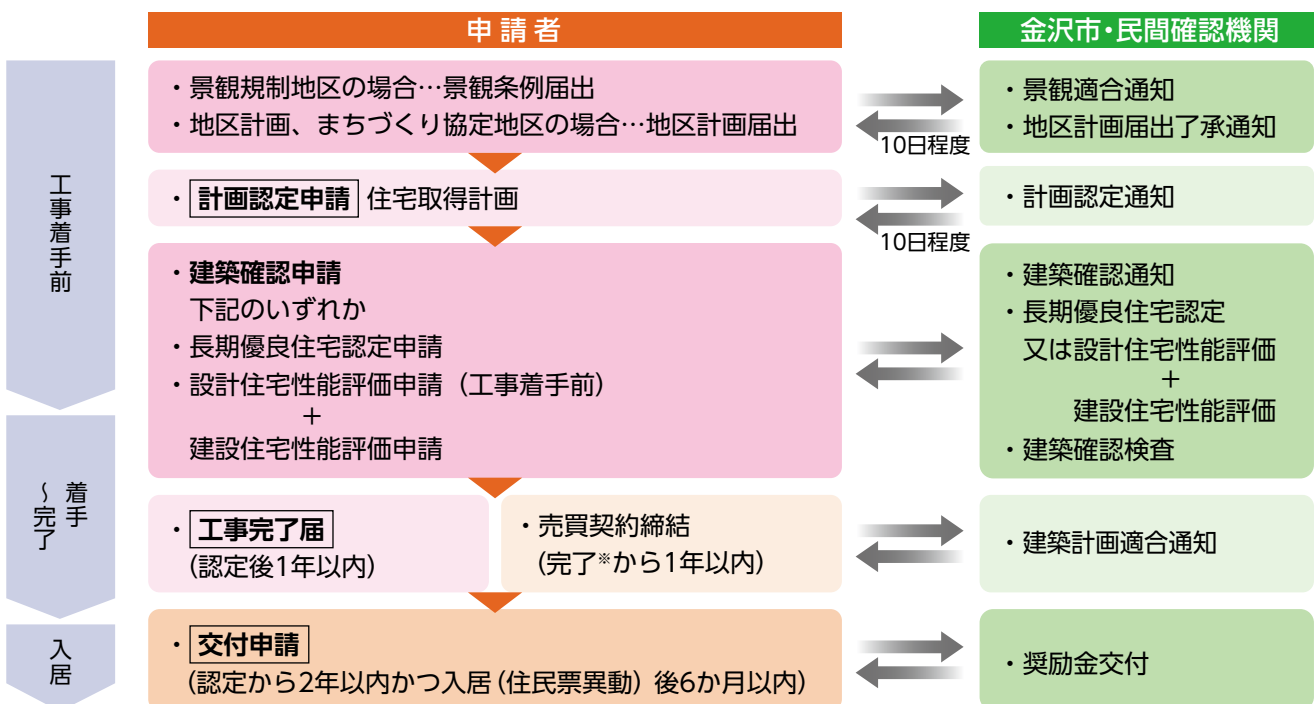 申請者
金沢市・民間確認機関
工事着手前
・景観規制地区の場合…景観条例届出
・地区計画、まちづくり協定地区の場合…地区計画届出
10日程度
・景観適合通知
・地区計画届出了承通知
・計画認定申請 住宅取得計画
10日程度
・計画認定通知
・建築確認申請
下記のいずれか
・長期優良住宅認定申請
・設計住宅性能評価申請（工事着手前）
＋
建設住宅性能評価申請
・建築確認通知
・長期優良住宅認定
又は設計住宅性能評価
＋
建設住宅性能評価
・建築確認検査
着手
～完了
・工事完了届
(認定後1年以内)
・売買契約締結
(完了※から1年以内)
・建築計画適合通知
入居
・交付申請
(認定から2年以内かつ入居(住民票異動)後6か月以内)
・奨励金交付